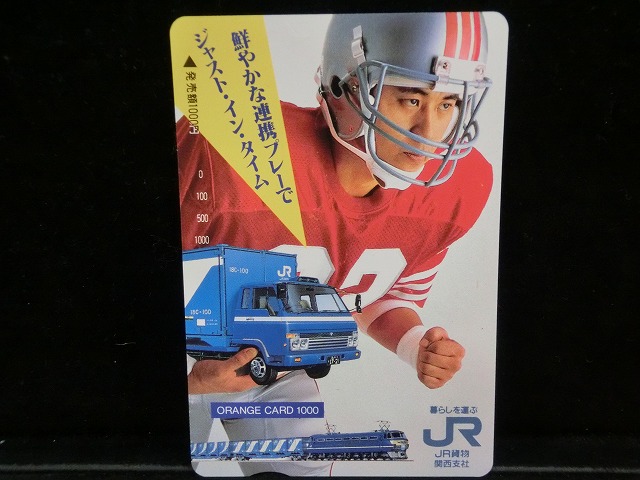 鮮やかな連携プレーで
ジャスト・イン・タイム
◀発売額1000円
0
100
500
1000
18C-100
JR
18C-100
ORANGE CARD 1000
暮らしを運ぶ
JR
JR貨物
関西支社